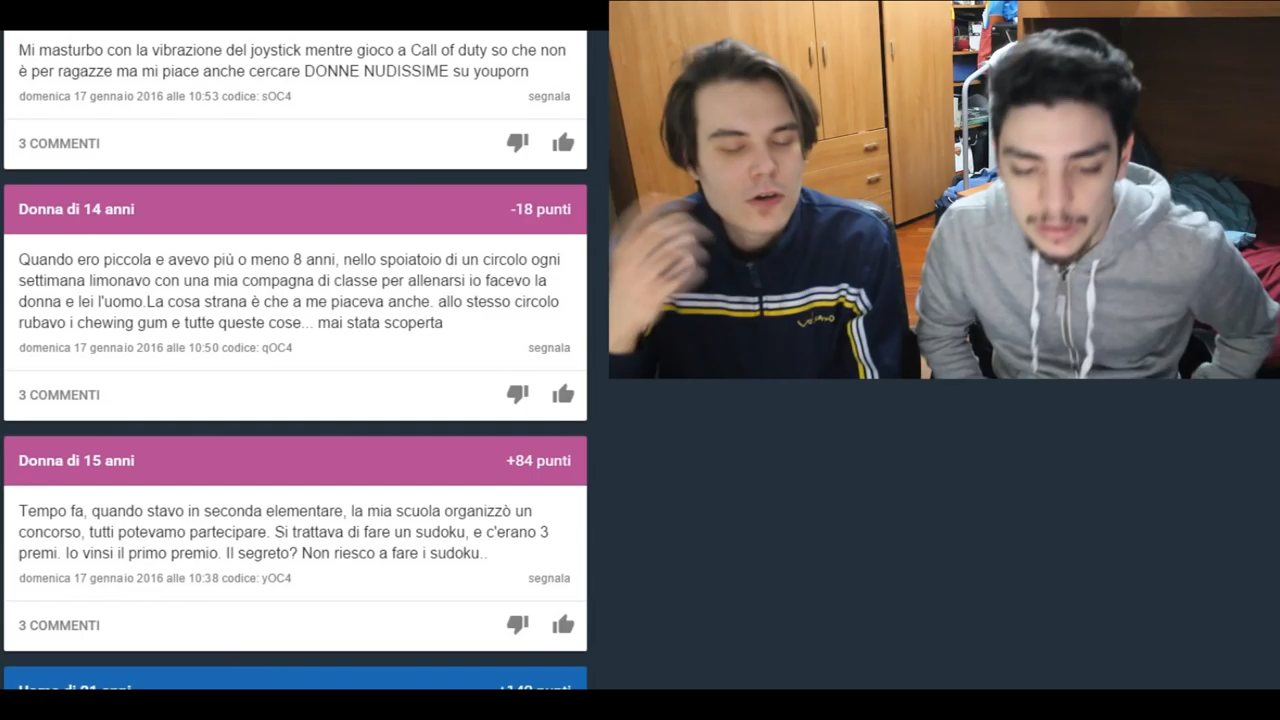 Mi masturbo con la vibrazione del joystick mentre gioco a Call of duty so che non
è per ragazze ma mi piace anche cercare DONNE NUDISSIME su youporn
domenica 17 gennaio 2016 alle 10:53 codice: sOC4 segnala
3 COMMENTI
Donna di 14 anni -18 punti
Quando ero piccola e avevo più o meno 8 anni, nello spoiatoio di un circolo ogni
settimana limonavo con una mia compagna di classe per allenarsi io facevo la
donna e lei l'uomo.La cosa strana è che a me piaceva anche. allo stesso circolo
rubavo i chewing gum e tutte queste cose... mai stata scoperta
domenica 17 gennaio 2016 alle 10:50 codice: qOC4 segnala
3 COMMENTI
Donna di 15 anni +84 punti
Tempo fa, quando stavo in seconda elementare, la mia scuola organizzò un
concorso, tutti potevamo partecipare. Si trattava di fare un sudoku, e c'erano 3
premi. Io vinsi il primo premio. Il segreto? Non riesco a fare i sudoku..
domenica 17 gennaio 2016 alle 10:38 codice: yOC4 segnala
3 COMMENTI